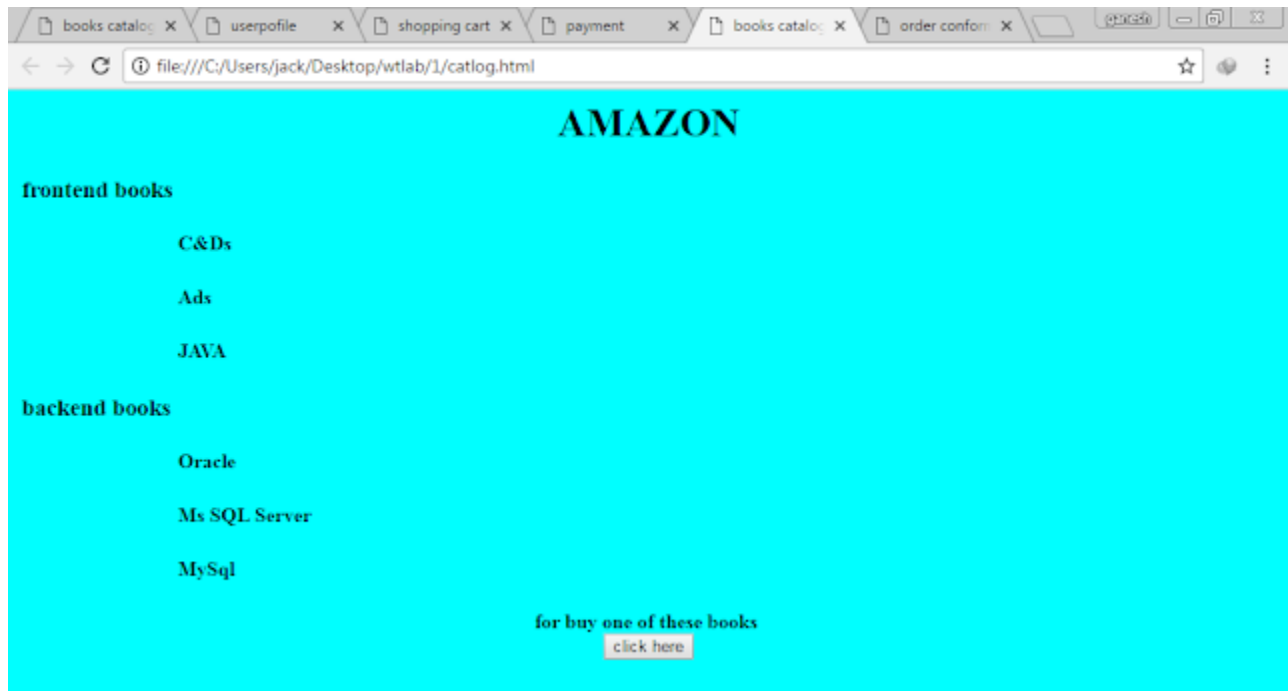 books catalog userpofile shopping cart payment books catalog order conform ganesh
file:///C:/Users/jack/Desktop/wtlab/1/catlog.html
AMAZON
frontend books
C&Ds
Ads
JAVA
backend books
Oracle
Ms SQL Server
MySql
for buy one of these books
click here